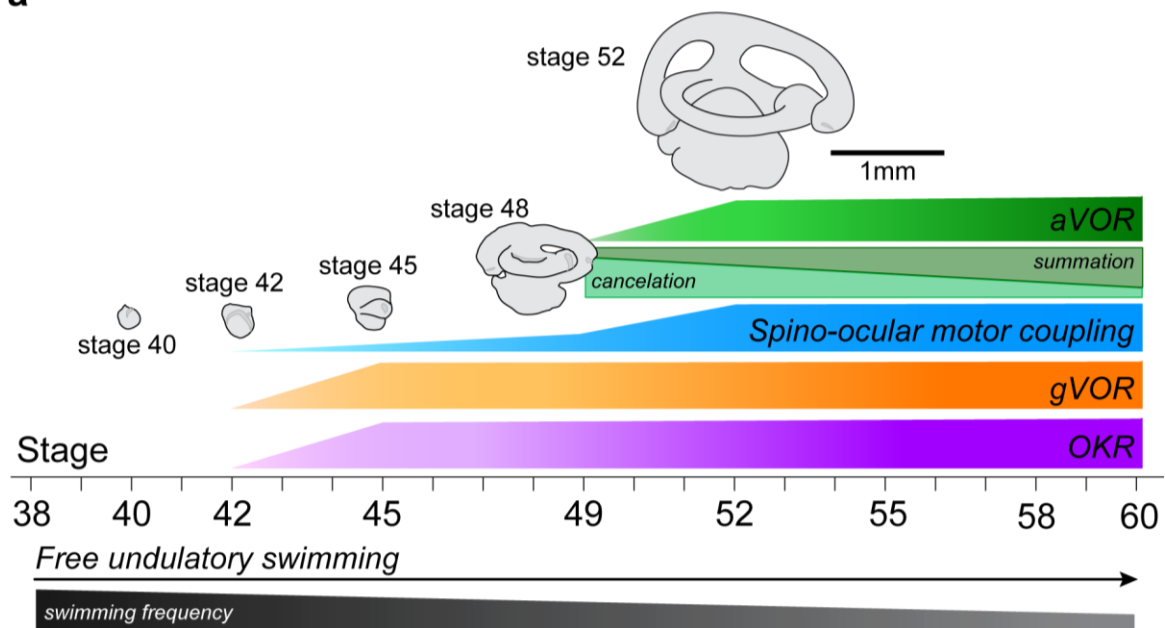 a
stage 52
1mm
stage 48
aVOR
stage 45
summation
stage 42
cancelation
stage 40
Spino-ocular motor coupling
gVOR
Stage
OKR
38 40 42 45 49 52 55 58 60
Free undulatory swimming
swimming frequency